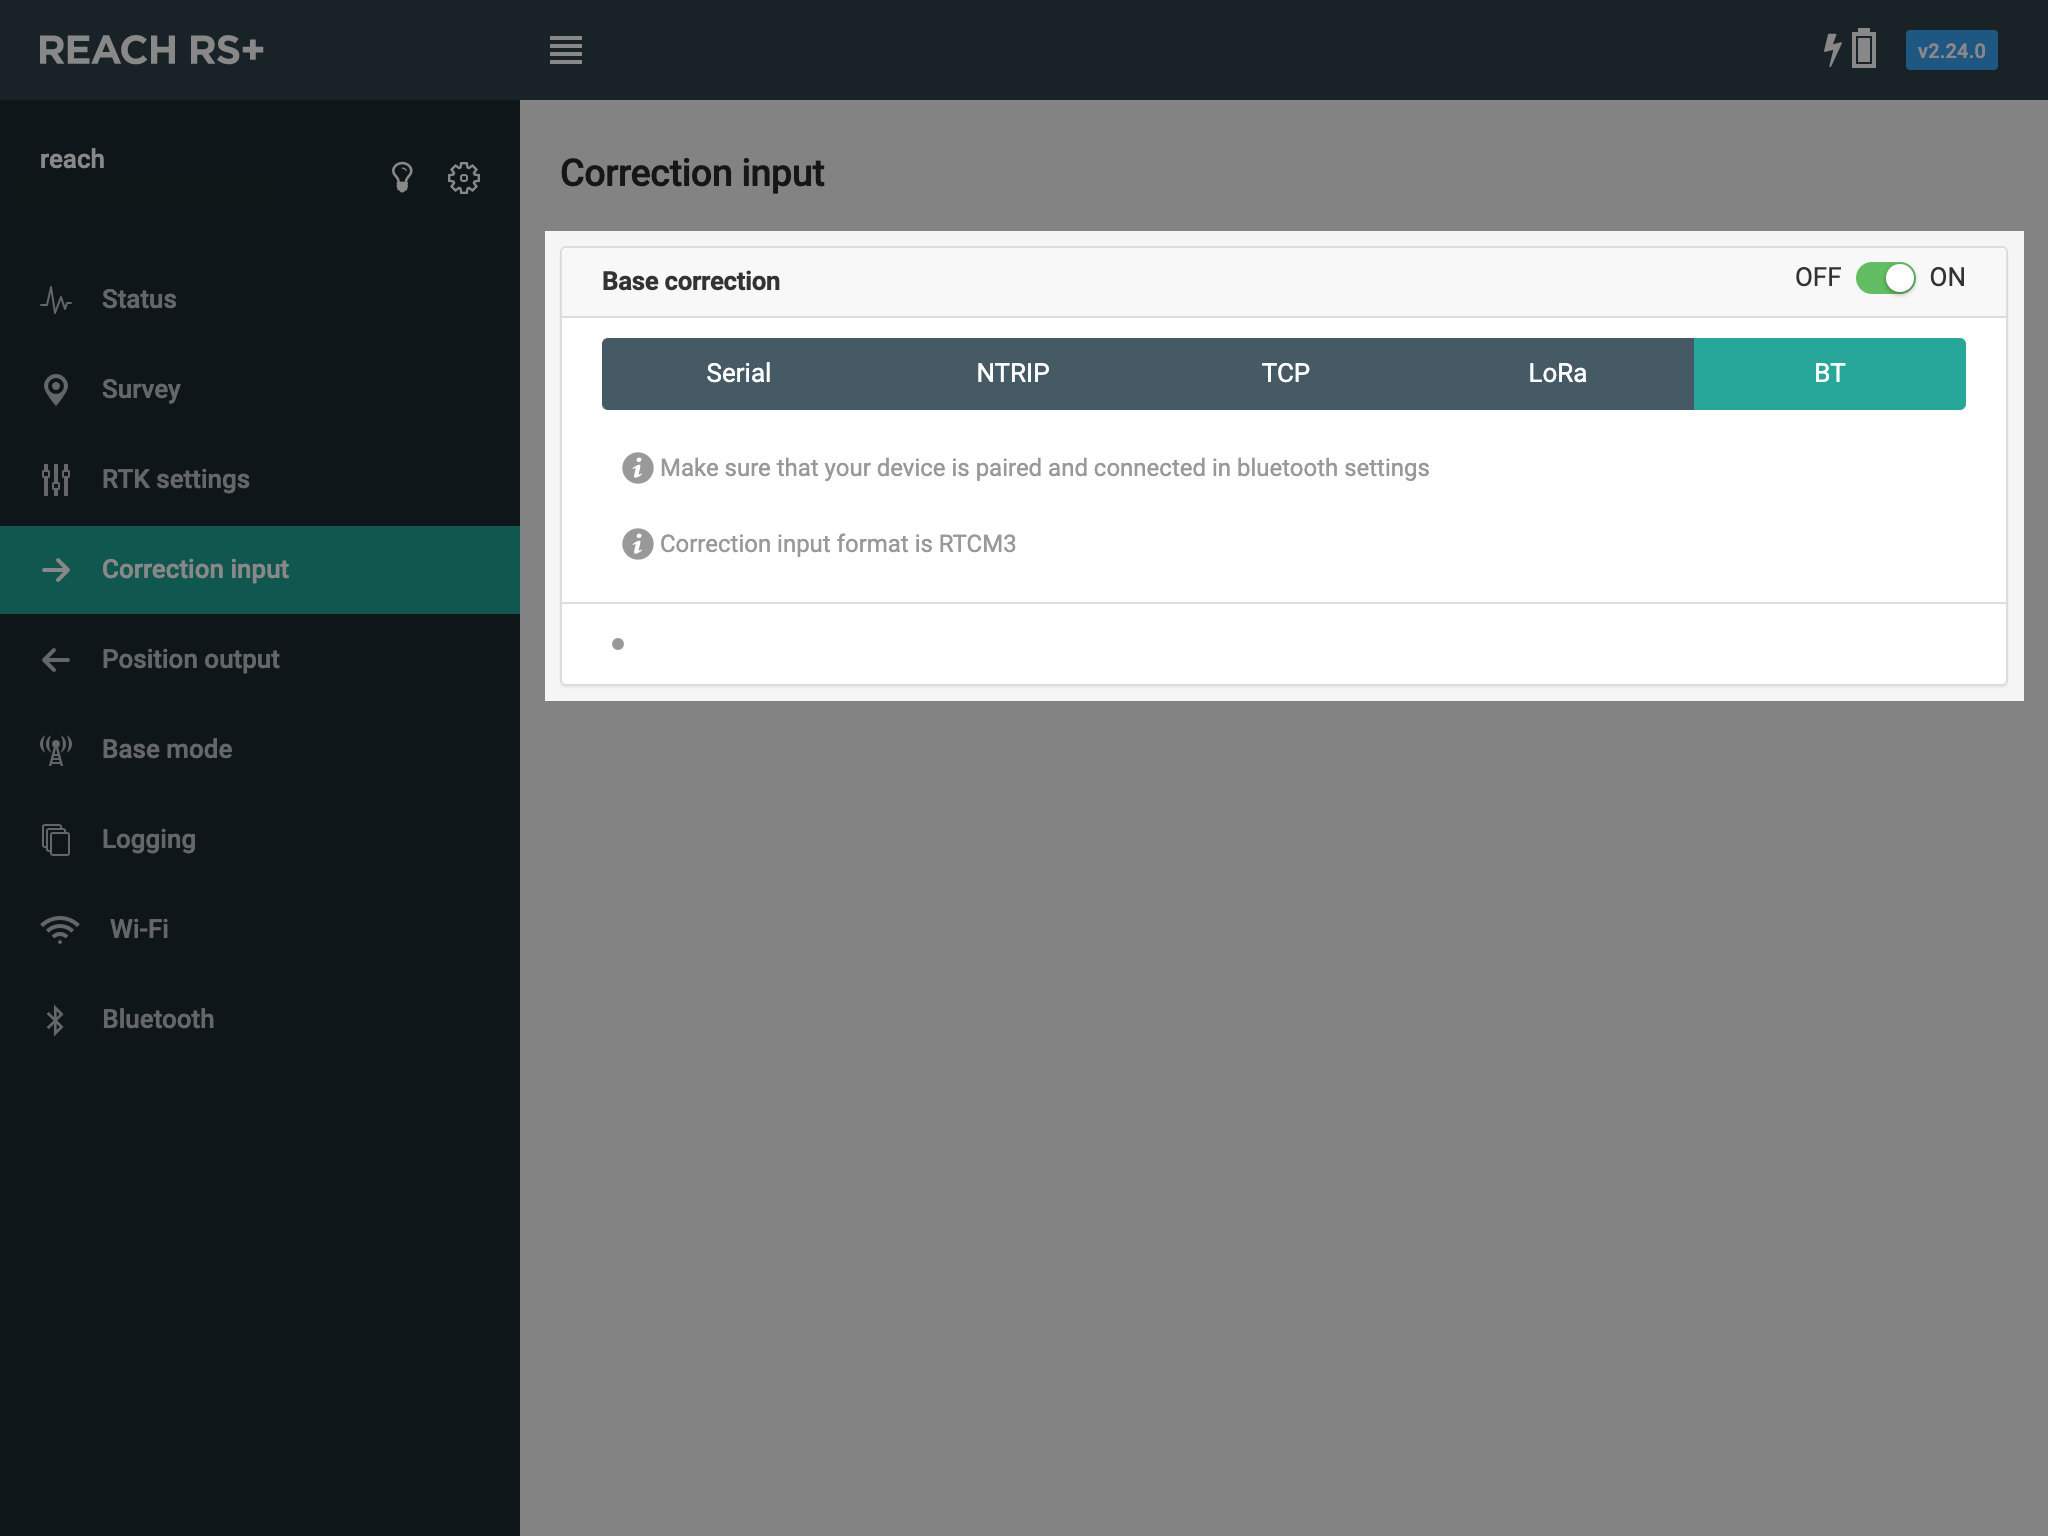 REACH RS+
v2.24.0
reach
Status
Survey
RTK settings
Correction input
Position output
Base mode
Logging
Wi-Fi
Bluetooth
Correction input
Base correction
OFF ON
Serial NTRIP TCP LoRa BT
Make sure that your device is paired and connected in bluetooth settings
Correction input format is RTCM3